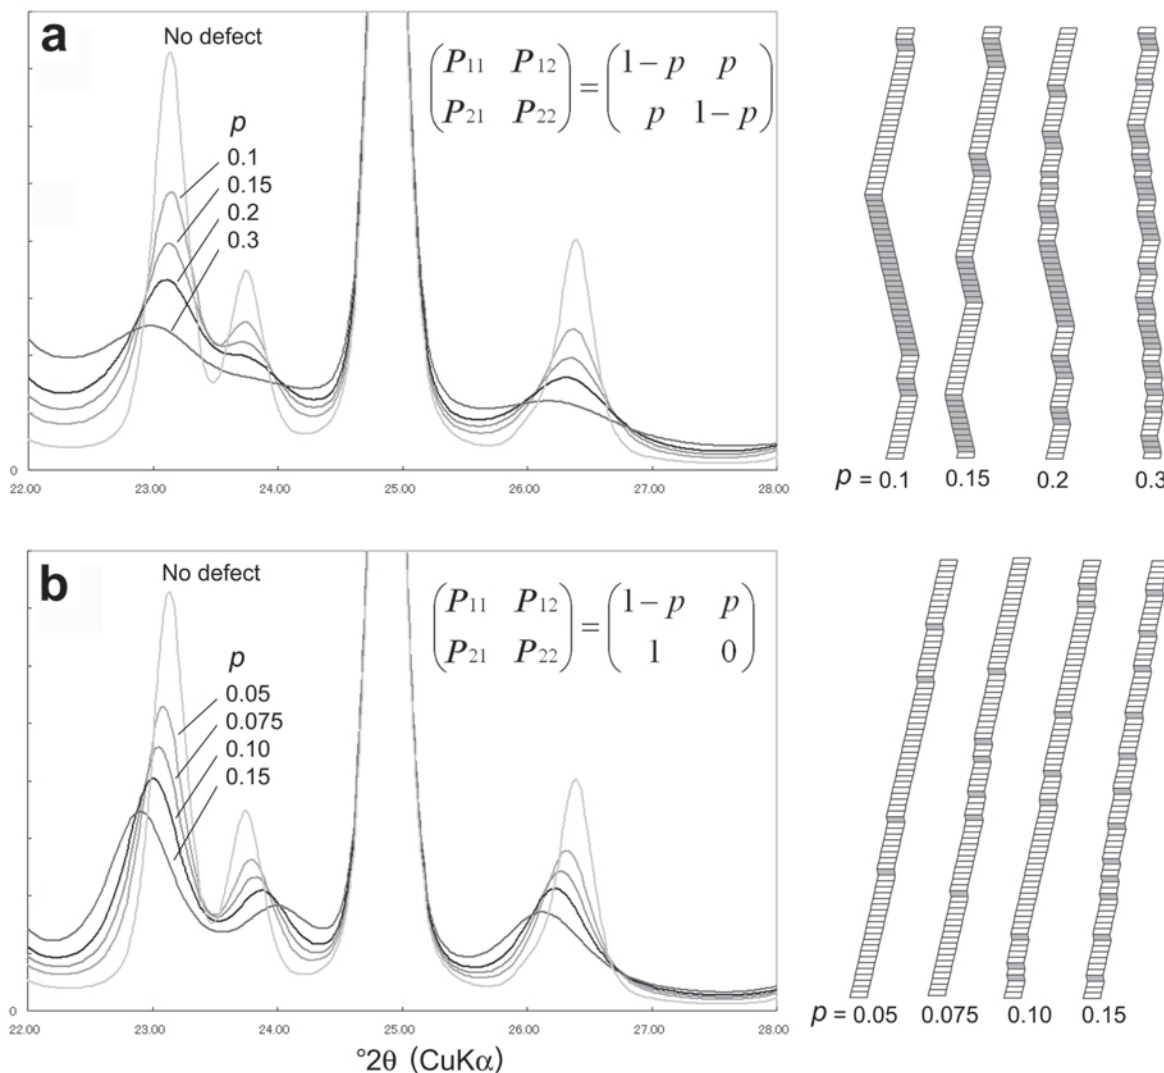 a
No defect
p
0.1
0.15
0.2
0.3
(P11 P12) = (1−p p)
(P21 P22) (p 1−p)
0
22.00 23.00 24.00 25.00 26.00 27.00 28.00
p = 0.1 0.15 0.2 0.3
b
No defect
p
0.05
0.075
0.10
0.15
(P11 P12) = (1−p p)
(P21 P22) (1 0)
0
22.00 23.00 24.00 25.00 26.00 27.00 28.00
p = 0.05 0.075 0.10 0.15
°2θ (CuKα)